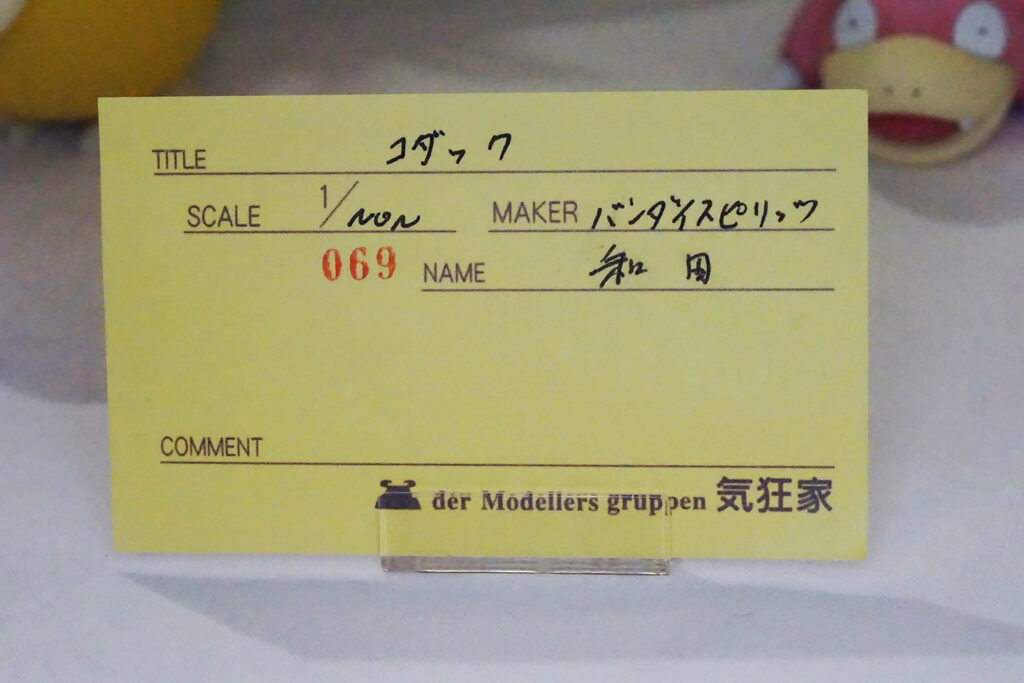 TITLE コダック
SCALE 1/NON MAKER バンダイスピリッツ
069 NAME 和田
COMMENT
der Modellers gruppen 気狂家